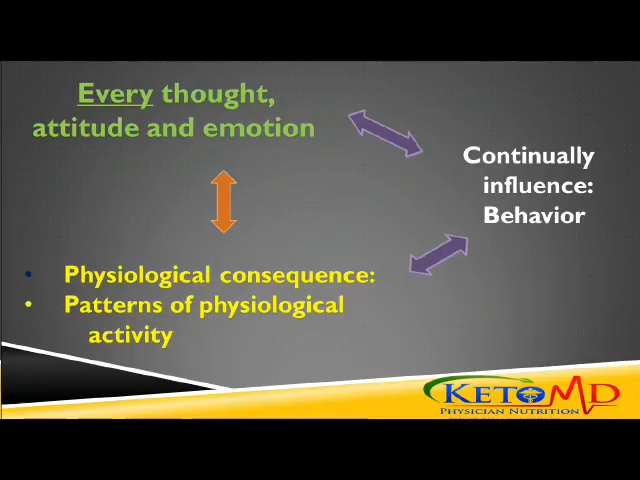 Every thought,
attitude and emotion
Continually
influence:
Behavior
• Physiological consequence:
• Patterns of physiological
activity
KETOMD
PHYSICIAN NUTRITION